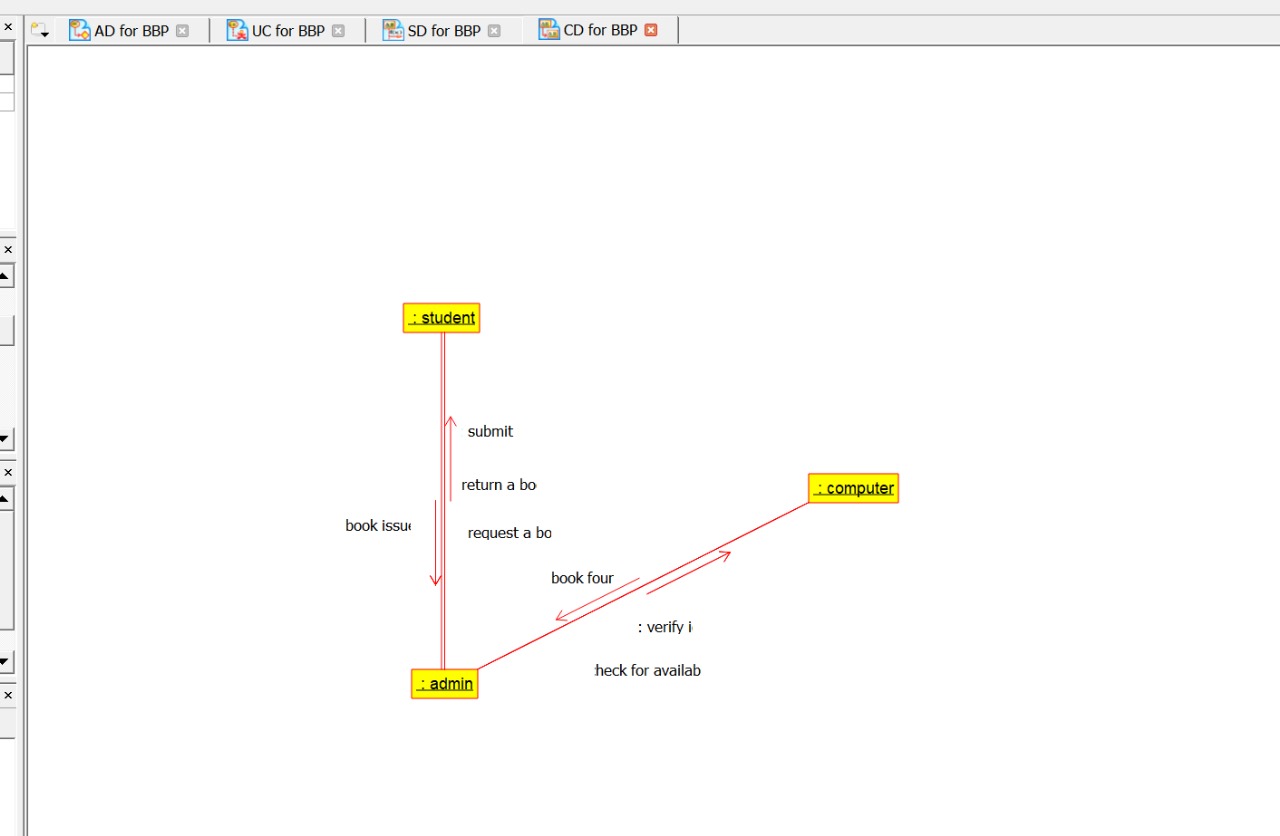 AD for BBP
UC for BBP
SD for BBP
CD for BBP
: student
submit
return a bo
book issue
request a bo
: computer
book four
: verify i
heck for availab
: admin